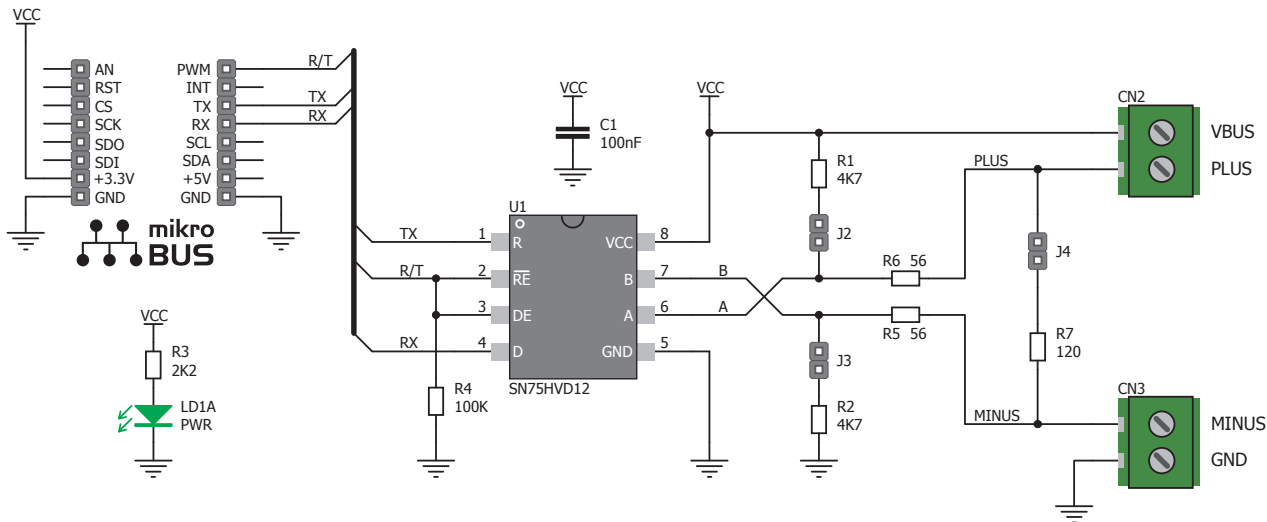 VCC
AN
RST
CS
SCK
SDO
SDI
+3.3V
GND
PWM
INT
TX
RX
SCL
SDA
+5V
GND
R/T
TX
RX
mikro
BUS
VCC
R3
2K2
LD1A
PWR
VCC
C1
100nF
VCC
U1
TX 1 R
R/T 2 RE
3 DE
RX 4 D
VCC 8
B 7 B
A 6 A
GND 5
SN75HVD12
R4
100K
R1
4K7
J2
J3
R2
4K7
R6 56
R5 56
PLUS
MINUS
J4
R7
120
CN2
VBUS
PLUS
CN3
MINUS
GND